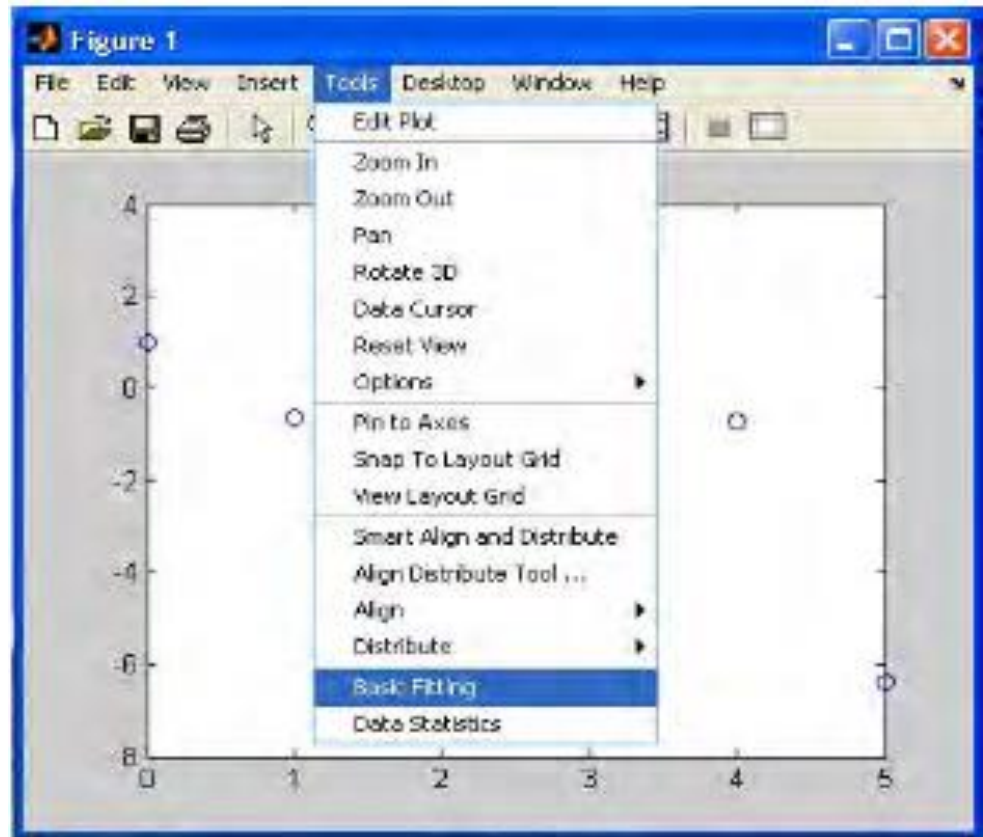 Figure 1
File Edit View Insert Tools Desktop Window Help
Edit Plot
Zoom In
Zoom Out
Pan
Rotate 3D
Data Cursor
Reset View
Options
Pin to Axes
Snap To Layout Grid
View Layout Grid
Smart Align and Distribute
Align Distribute Tool ...
Align
Distribute
Basic Fitting
Data Statistics
4
2
0
-2
-4
-6
-8
0 1 2 3 4 5